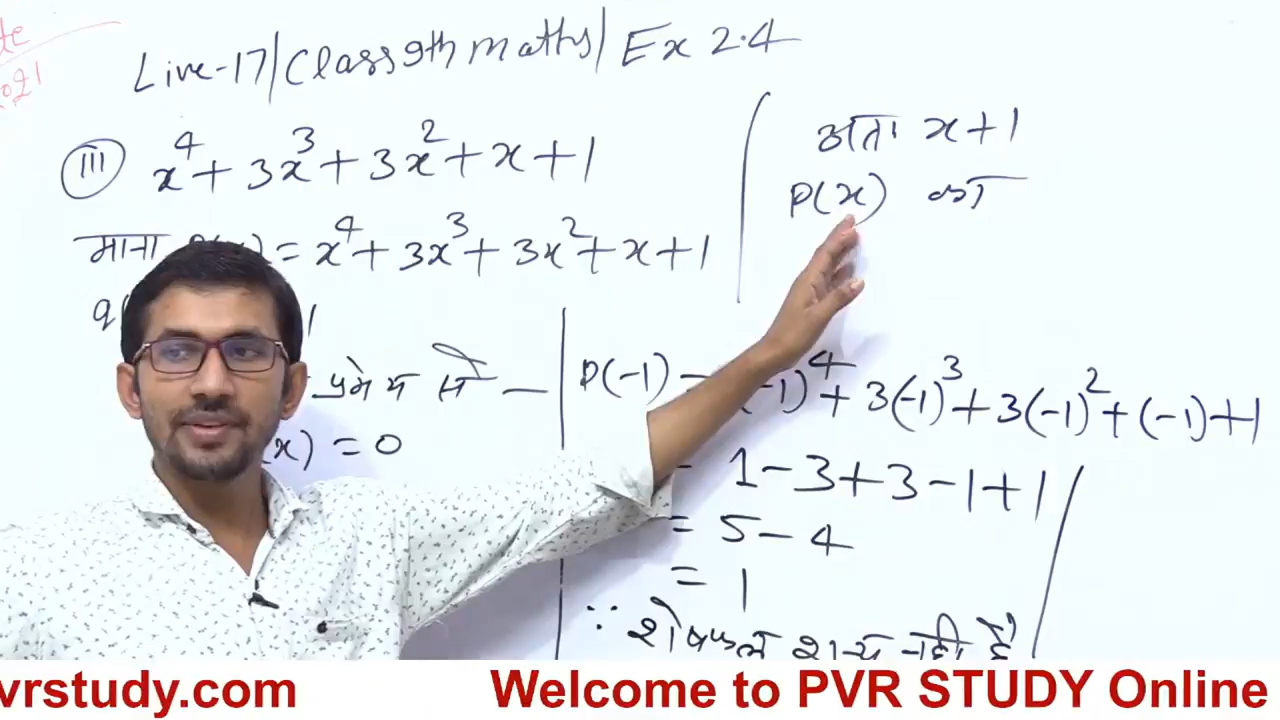 Live-17/Class 9th maths/ Ex 2.4
(III) x⁴ + 3x³ + 3x² + x + 1
माना = x⁴ + 3x³ + 3x² + x + 1
प्रमेय से —
(x) = 0
P(-1) = (-1)⁴ + 3(-1)³ + 3(-1)² + (-1) + 1
= 1 - 3 + 3 - 1 + 1
= 5 - 4
= 1
∵ शेषफल शून्य नहीं है
अतः x + 1
P(x) का
vrstudy.com
Welcome to PVR STUDY Online